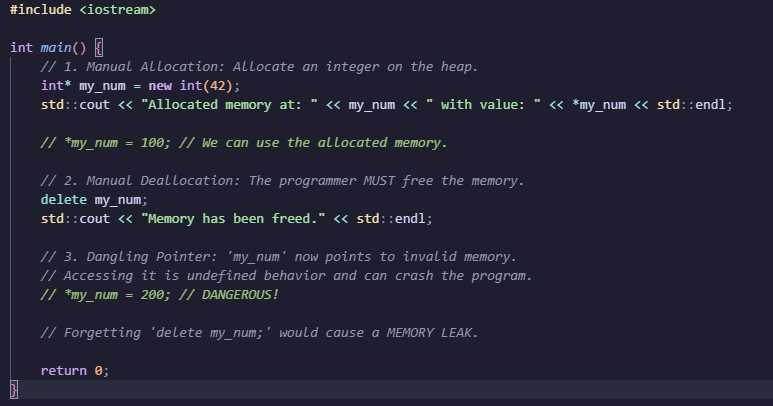 #include <iostream>
int main() {
// 1. Manual Allocation: Allocate an integer on the heap.
int* my_num = new int(42);
std::cout << "Allocated memory at: " << my_num << " with value: " << *my_num << std::endl;
// *my_num = 100; // We can use the allocated memory.
// 2. Manual Deallocation: The programmer MUST free the memory.
delete my_num;
std::cout << "Memory has been freed." << std::endl;
// 3. Dangling Pointer: 'my_num' now points to invalid memory.
// Accessing it is undefined behavior and can crash the program.
// *my_num = 200; // DANGEROUS!
// Forgetting 'delete my_num;' would cause a MEMORY LEAK.
return 0;
}